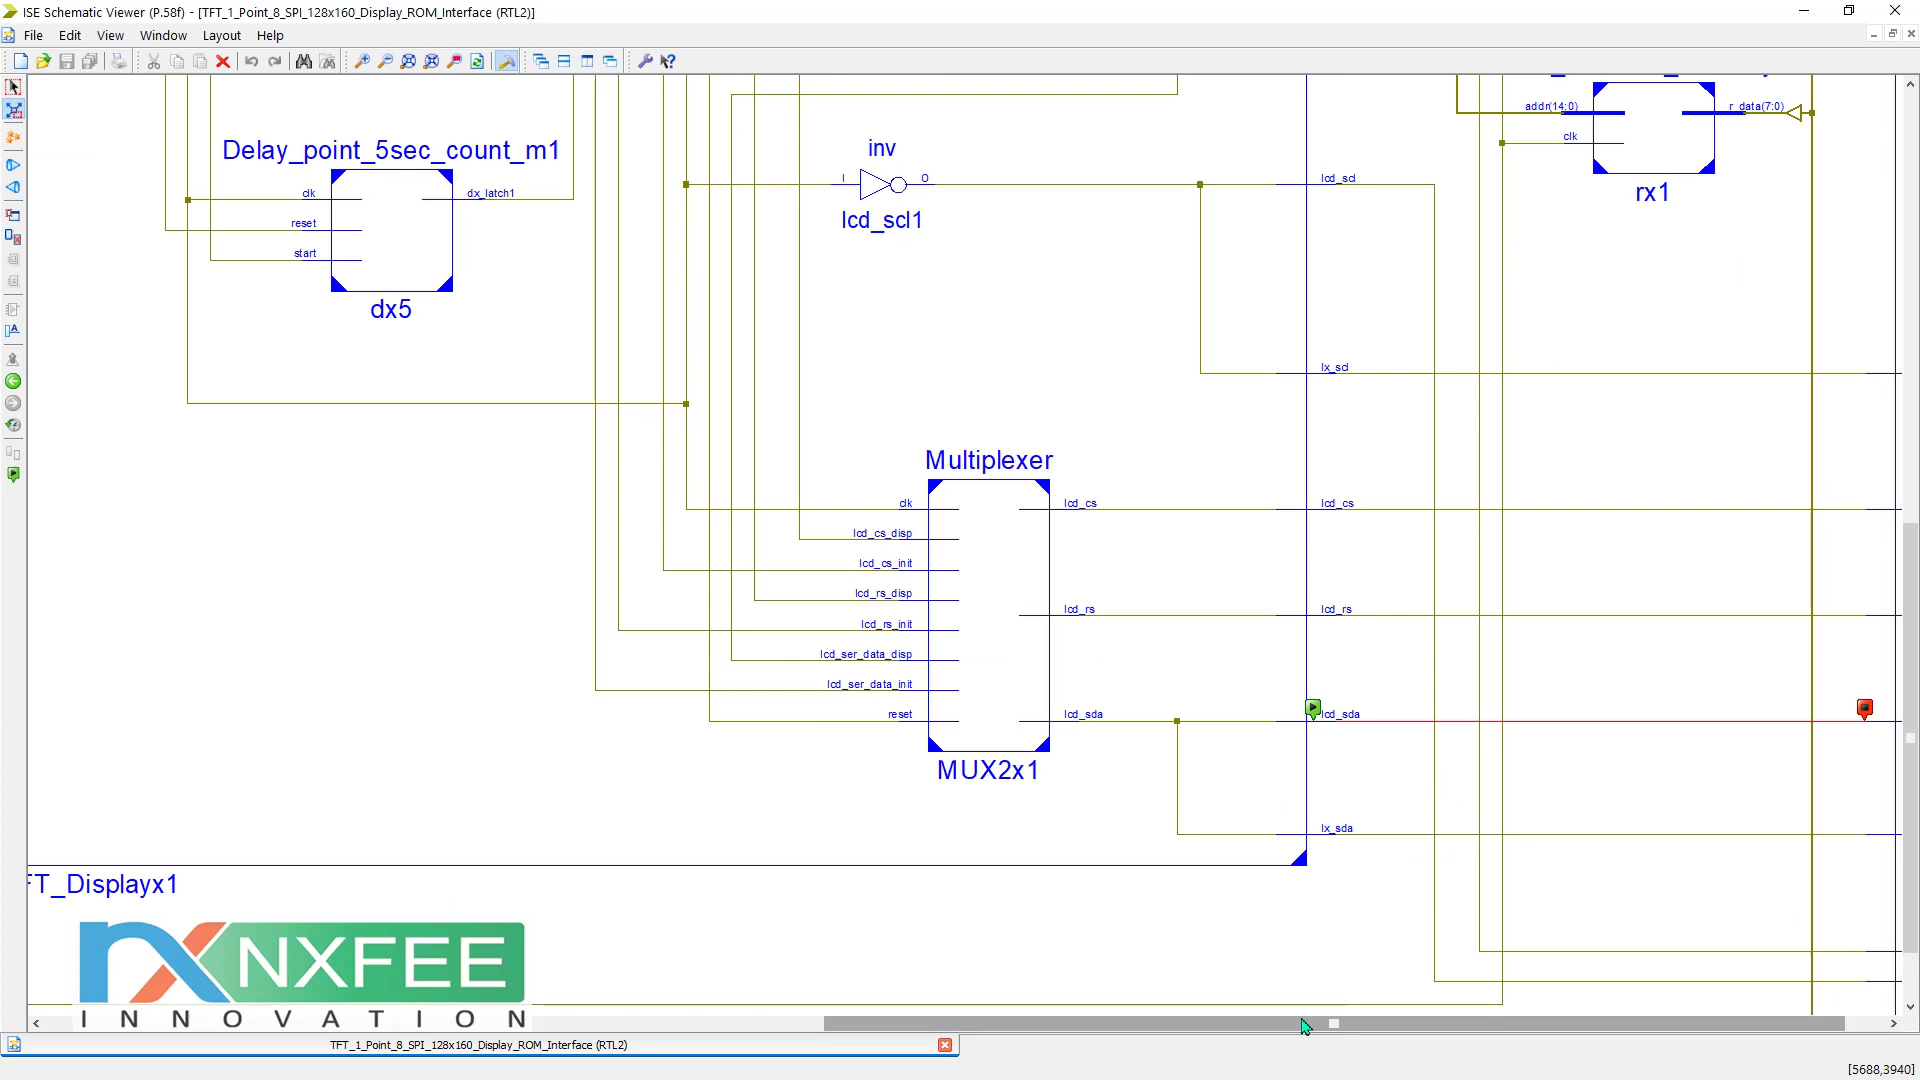 ISE Schematic Viewer (P.58f) - [TFT_1_Point_8_SPI_128x160_Display_ROM_Interface (RTL2)]
File Edit View Window Layout Help
addr(14:0)
r_data(7:0)
clk
rx1
Delay_point_5sec_count_m1
clk
dx_latch1
reset
start
dx5
inv
I
O
lcd_scl1
lcd_scl
lx_scl
Multiplexer
clk
lcd_cs_disp
lcd_cs_init
lcd_rs_disp
lcd_rs_init
lcd_ser_data_disp
lcd_ser_data_init
reset
lcd_cs
lcd_rs
lcd_sda
MUX2x1
lcd_cs
lcd_rs
lcd_sda
lx_sda
FT_Displayx1
NXFEE
INNOVATION
TFT_1_Point_8_SPI_128x160_Display_ROM_Interface (RTL2)
[5688,3940]